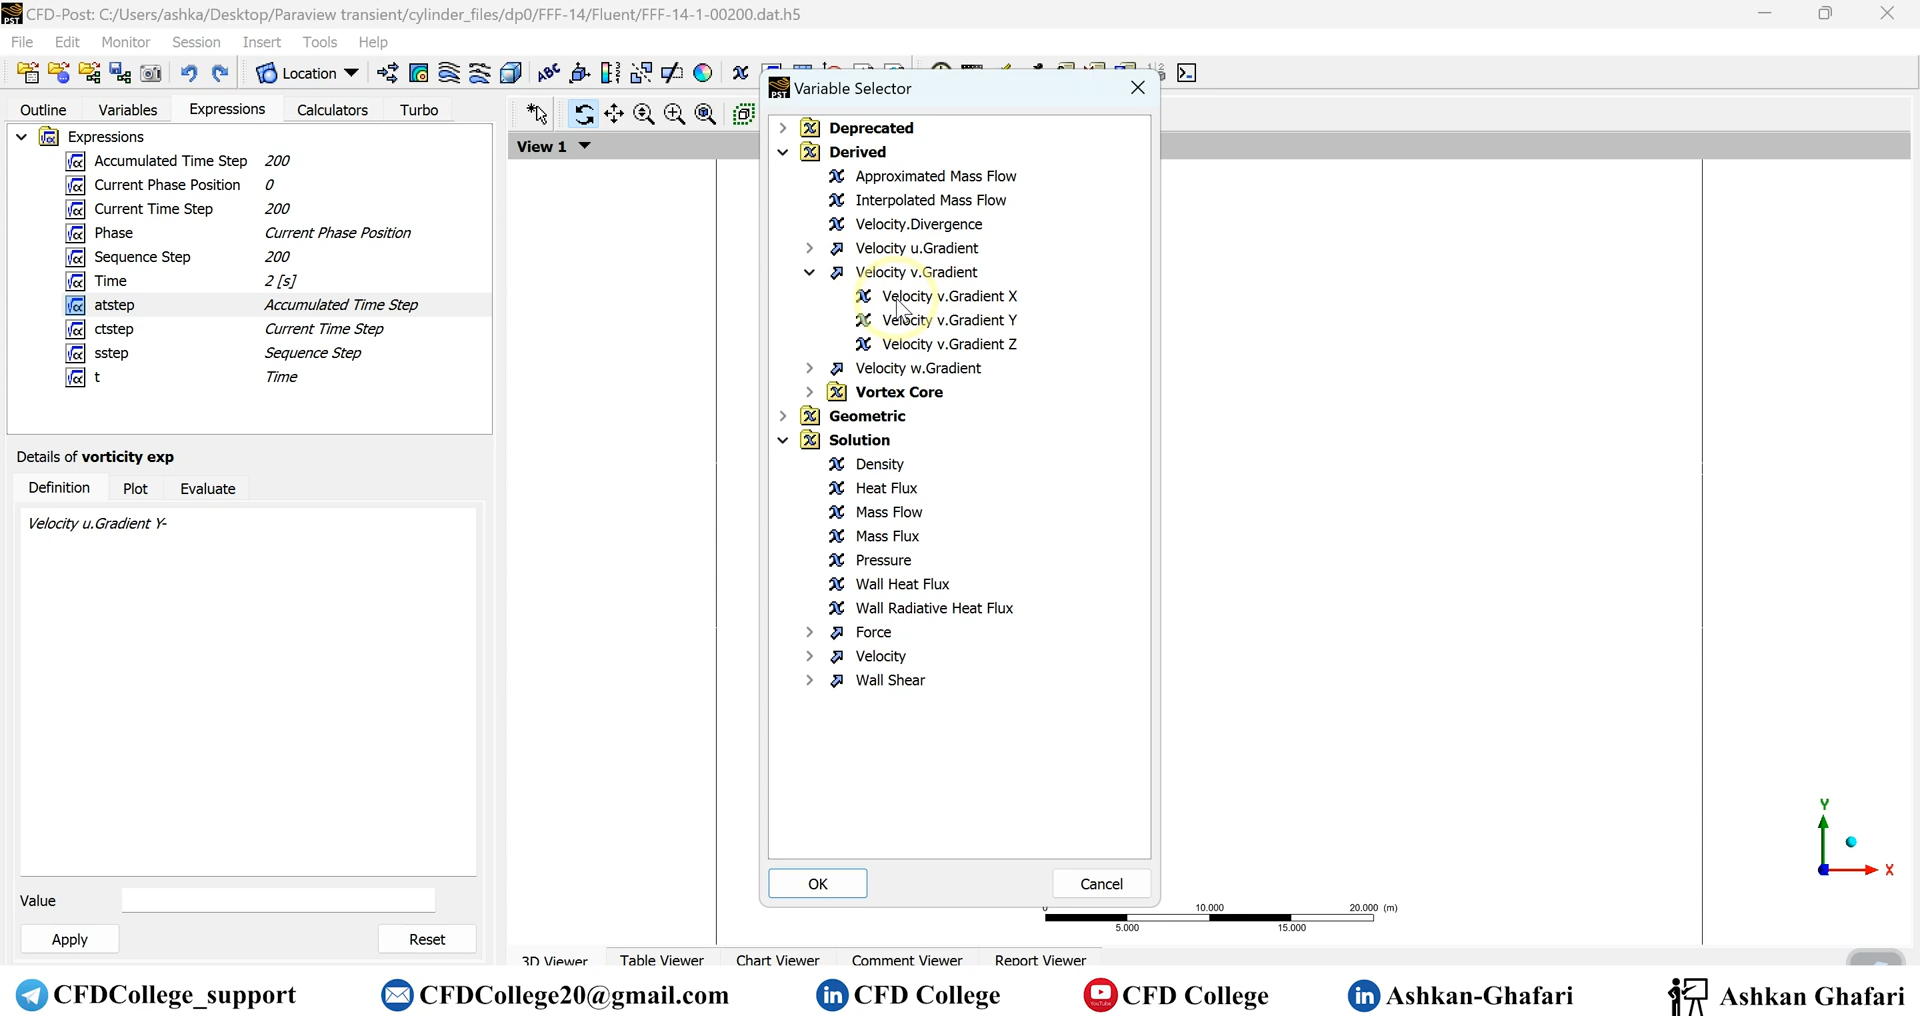 CFD-Post: C:/Users/ashka/Desktop/Paraview transient/cylinder_files/dp0/FFF-14/Fluent/FFF-14-1-00200.dat.h5
File Edit Monitor Session Insert Tools Help
Location
Outline Variables Expressions Calculators Turbo
Expressions
Accumulated Time Step 200
Current Phase Position 0
Current Time Step 200
Phase Current Phase Position
Sequence Step 200
Time 2 [s]
atstep Accumulated Time Step
ctstep Current Time Step
sstep Sequence Step
t Time
Details of vorticity exp
Definition Plot Evaluate
Velocity u.Gradient Y-
Value
Apply Reset
View 1
Variable Selector
Deprecated
Derived
Approximated Mass Flow
Interpolated Mass Flow
Velocity.Divergence
Velocity u.Gradient
Velocity v.Gradient
Velocity v.Gradient X
Velocity v.Gradient Y
Velocity v.Gradient Z
Velocity w.Gradient
Vortex Core
Geometric
Solution
Density
Heat Flux
Mass Flow
Mass Flux
Pressure
Wall Heat Flux
Wall Radiative Heat Flux
Force
Velocity
Wall Shear
OK Cancel
Y
X
0 10.000 20.000 (m)
5.000 15.000
3D Viewer Table Viewer Chart Viewer Comment Viewer Report Viewer
CFDCollege_support CFDCollege20@gmail.com CFD College CFD College Ashkan-Ghafari Ashkan Ghafari